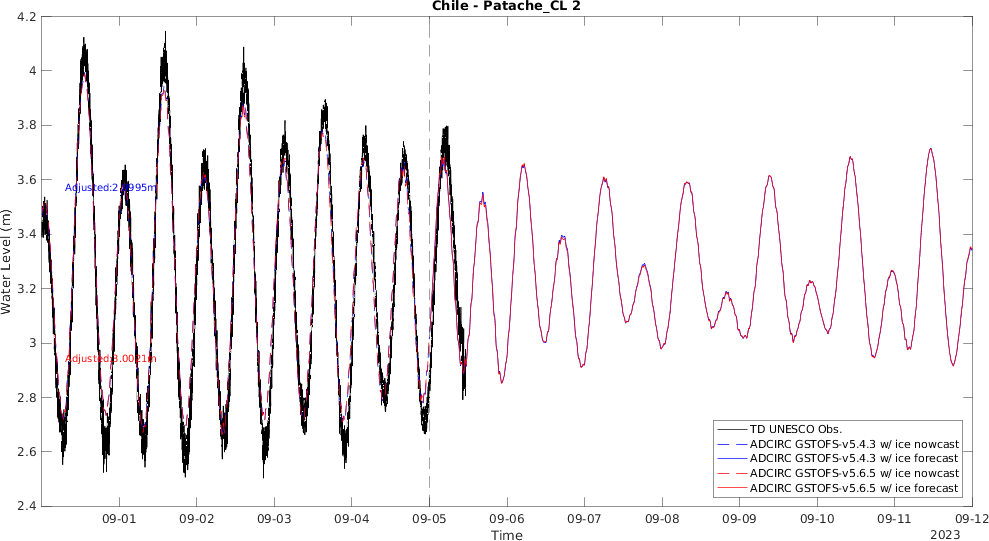 Chile - Patache_CL 2
4.2
4
3.8
3.6
3.4
3.2
3
2.8
2.6
2.4
Water Level (m)
Adjusted:3.0021m
09-01 09-02 09-03 09-04 09-05 09-06 09-07 09-08 09-09 09-10 09-11 09-12
Time
2023
TD UNESCO Obs.
ADCIRC GSTOFS-v5.4.3 w/ ice nowcast
ADCIRC GSTOFS-v5.4.3 w/ ice forecast
ADCIRC GSTOFS-v5.6.5 w/ ice nowcast
ADCIRC GSTOFS-v5.6.5 w/ ice forecast